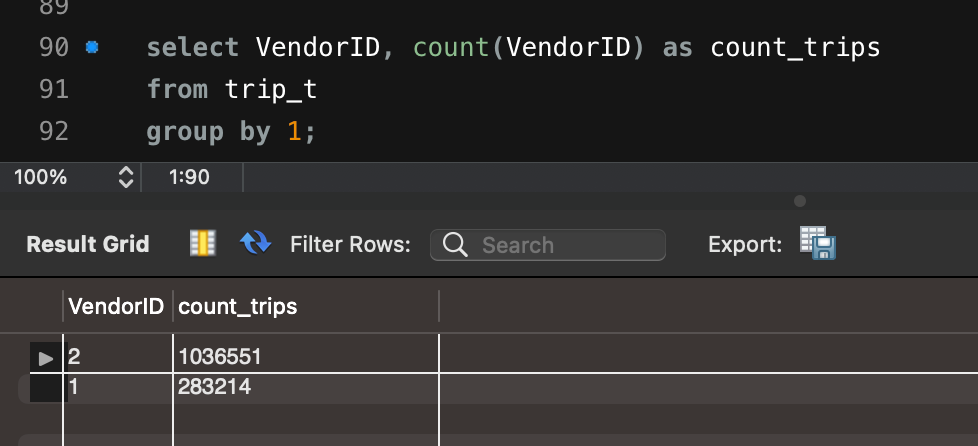 89
90 select VendorID, count(VendorID) as count_trips
91 from trip_t
92 group by 1;
100% 1:90
Result Grid Filter Rows: Search Export:
VendorID count_trips
2 1036551
1 283214